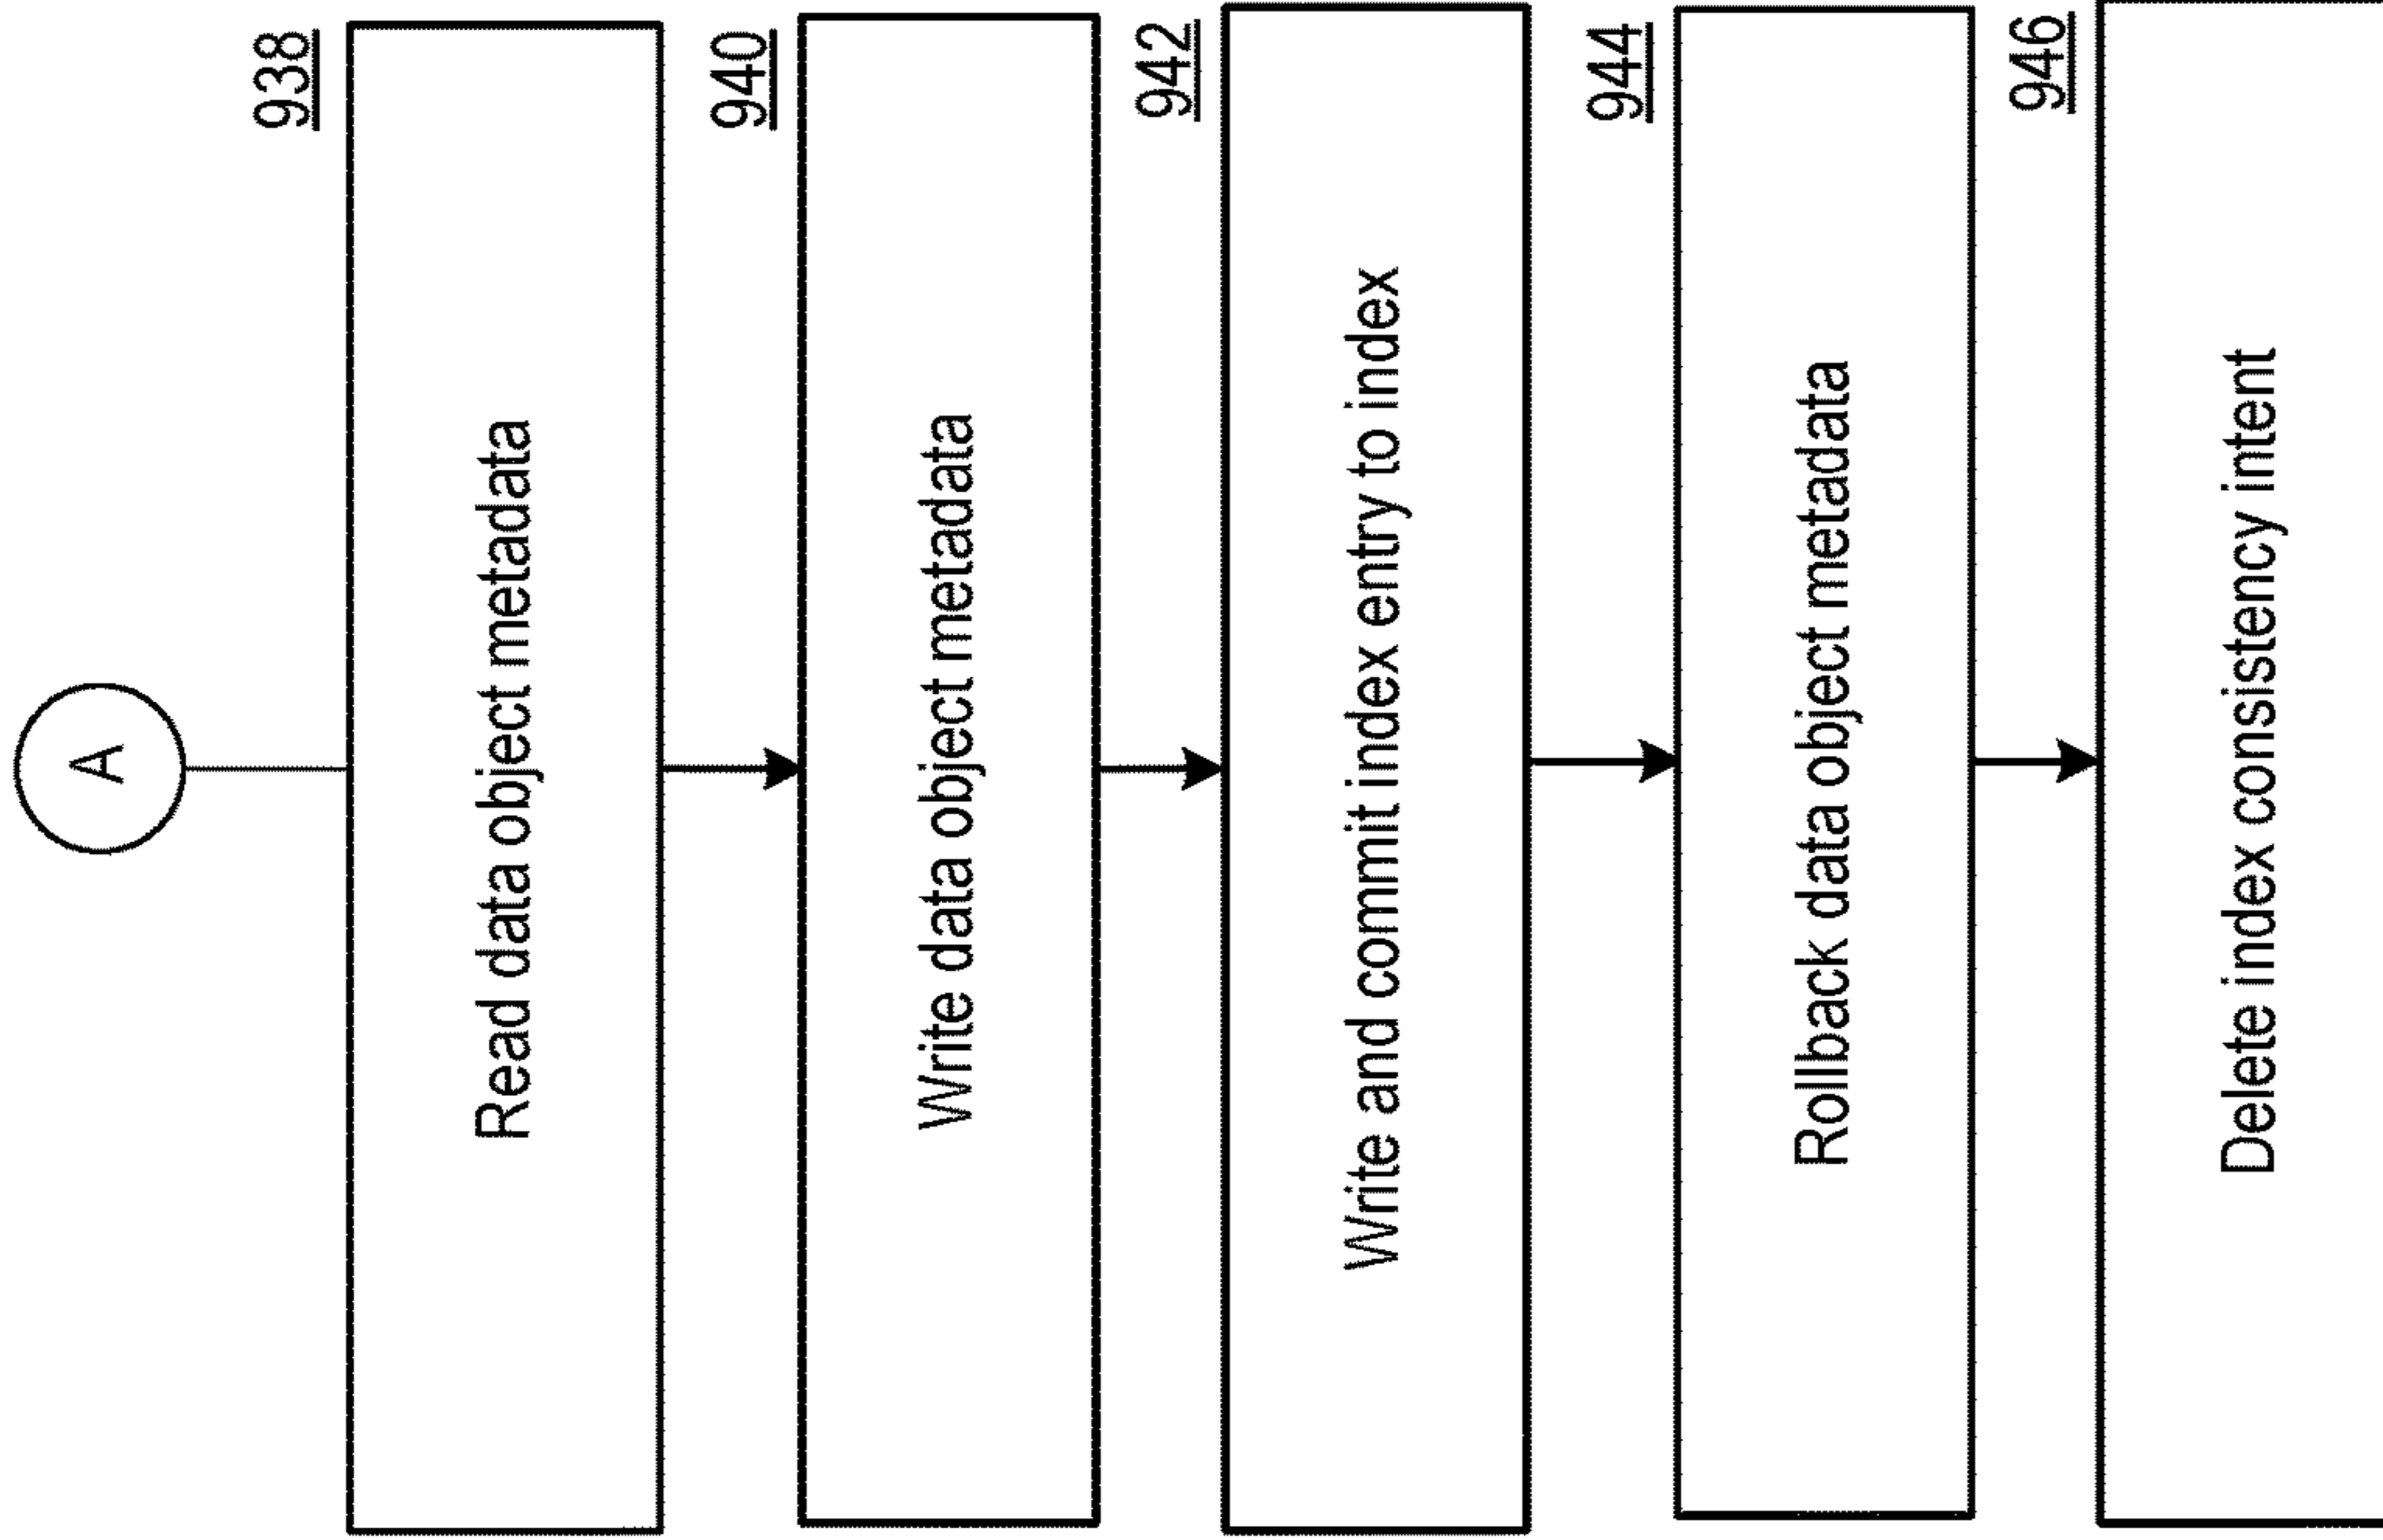 A
938
Read data object metadata
940
Write data object metadata
942
Write and commit index entry to index
944
Rollback data object metadata
946
Delete index consistency intent